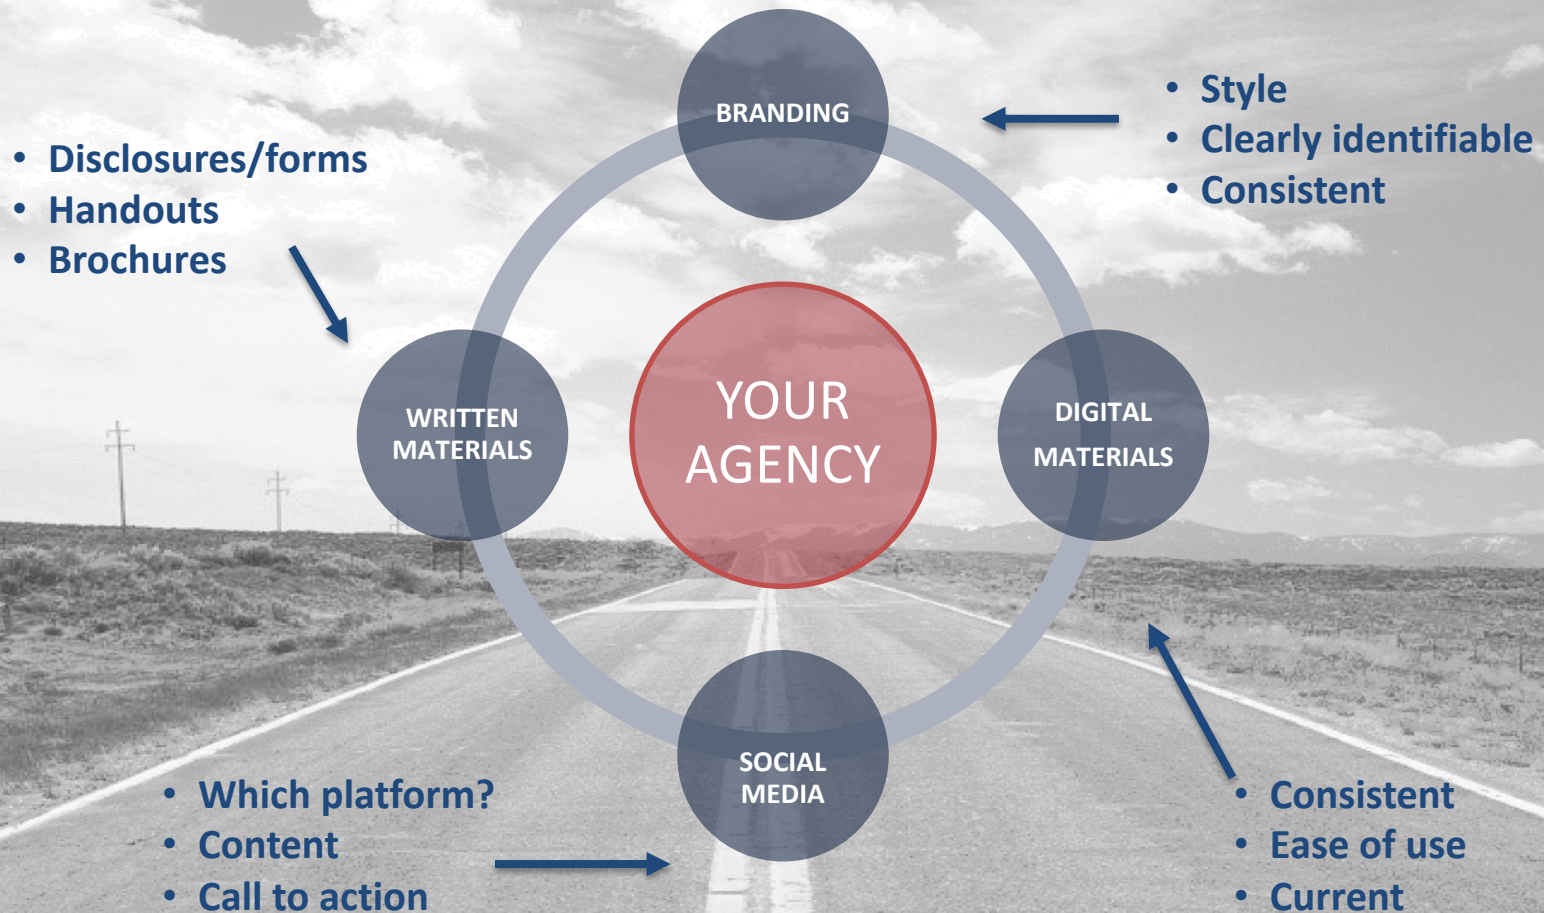 BRANDING
• Style
• Clearly identifiable
• Consistent
• Disclosures/forms
• Handouts
• Brochures
WRITTEN
MATERIALS
YOUR
AGENCY
DIGITAL
MATERIALS
SOCIAL
MEDIA
• Which platform?
• Content
• Call to action
• Consistent
• Ease of use
• Current